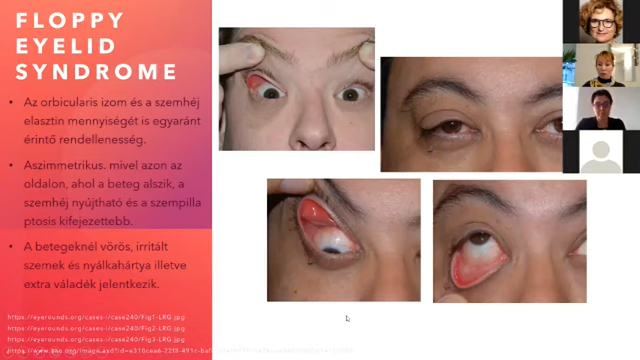 FLOPPY
EYELID
SYNDROME
• Az orbicularis izom és a szemhéj
elasztin mennyiségét is egyaránt
érintő rendellenesség.
• Aszimmetrikus. mivel azon az
oldalon, ahol a beteg alszik, a
szemhéj nyújtható és a szempilla
ptosis kifejezettebb.
• A betegeknél vörös, irritált
szemek és nyálkahártya illetve
extra váladék jelentkezik.
https://eyerounds.org/cases-i/case240/Fig1-LRG.jpg
https://eyerounds.org/cases-i/case240/Fig2-LRG.jpg
https://eyerounds.org/cases-i/case240/Fig3-LRG.jpg